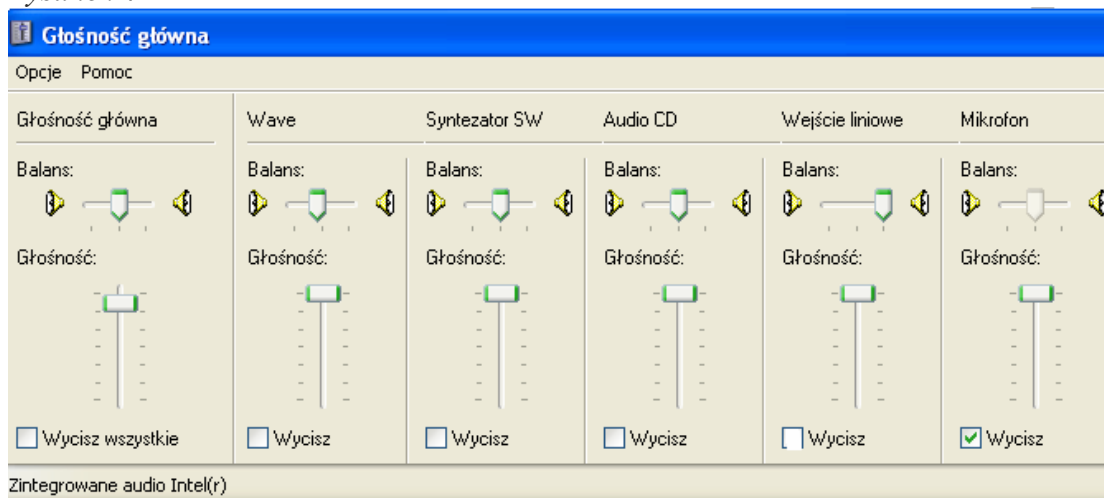 Głośność główna
Opcje Pomoc
Głośność główna Wave Syntezator SW Audio CD Wejście liniowe Mikrofon
Balans: Balans: Balans: Balans: Balans: Balans:
Głośność: Głośność: Głośność: Głośność: Głośność: Głośność:
Wycisz wszystkie Wycisz Wycisz Wycisz Wycisz Wycisz
Zintegrowane audio Intel(r)